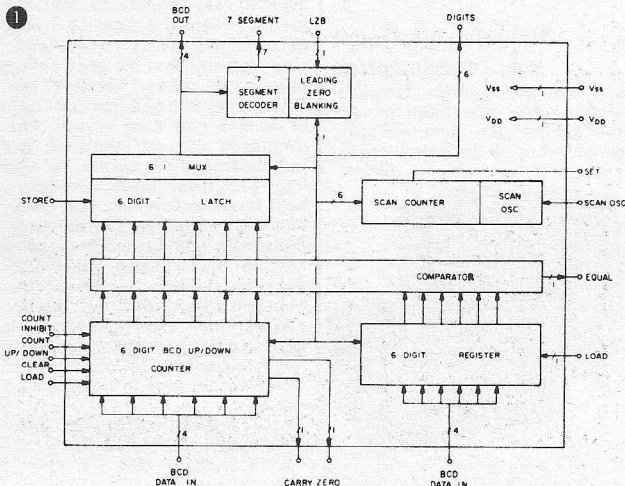 1
BCD OUT
7 SEGMENT
LZB
DIGITS
4
7
1
6
7 SEGMENT DECODER
LEADING ZERO BLANKING
1
Vss
1
Vss
VDD
1
VDD
6 1 MUX
6 DIGIT LATCH
STORE
6
SCAN COUNTER
SCAN OSC
SET
SCAN OSC
COMPARATOR
1
EQUAL
COUNT INHIBIT
COUNT
UP/DOWN
CLEAR
LOAD
6 DIGIT BCD UP/DOWN
COUNTER
6 DIGIT REGISTER
1
LOAD
4
1
1
4
BCD
DATA IN
CARRY ZERO
BCD
DATA IN